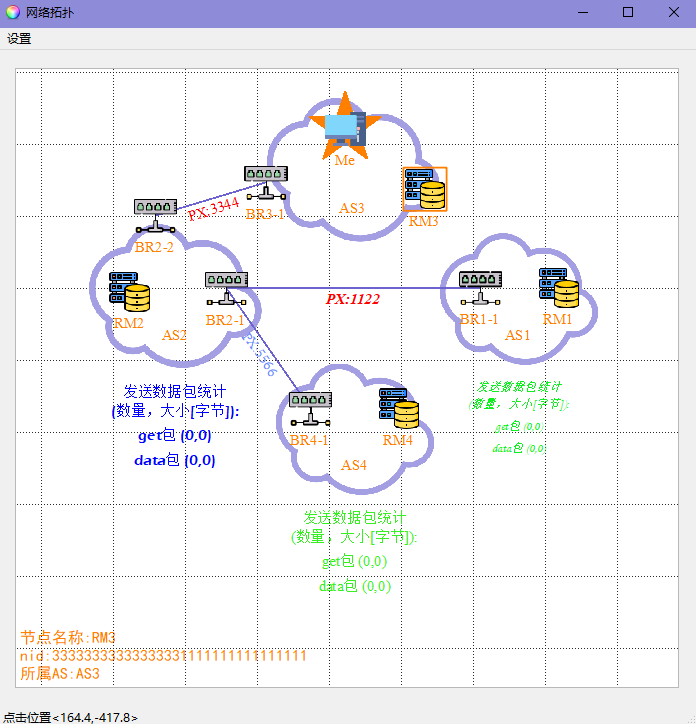 网络拓扑
设置
Me
BR3-1
AS3
RM3
PX:3344
BR2-2
RM2
BR2-1
AS2
PX:1122
BR1-1
RM1
AS1
PX:5566
发送数据包统计
(数量，大小[字节]):
get包 (0,0)
data包 (0,0)
BR4-1
RM4
AS4
发送数据包统计
(数量，大小[字节]):
get包 (0,0)
data包 (0,0)
发送数据包统计
(数量，大小[字节]):
get包 (0,0)
data包 (0,0)
节点名称:RM3
所属AS:AS3
点击位置<164.4,-417.8>